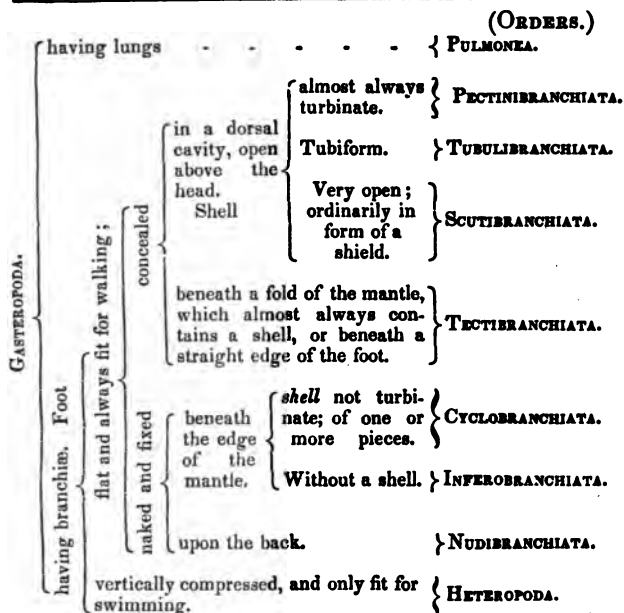 (ORDERS.)
GASTEROPODA.
having lungs - - - - - - PULMONEA.
having branchiæ. Foot
flat and always fit for walking;
concealed
in a dorsal
cavity, open
above the
head.
Shell
almost always
turbinate.
PECTINIBRANCHIATA.
Tubiform.
TUBULIBRANCHIATA.
Very open;
ordinarily in
form of a
shield.
SCUTIBRANCHIATA.
beneath a fold of the mantle,
which almost always con-
tains a shell, or beneath a
straight edge of the foot.
TECTIBRANCHIATA.
naked and fixed
beneath
the edge
of the
mantle.
shell not turbi-
nate; of one or
more pieces.
CYCLOBRANCHIATA.
Without a shell.
INFEROBRANCHIATA.
upon the back.
NUDIBRANCHIATA.
vertically compressed, and only fit for
swimming.
HETEROPODA.